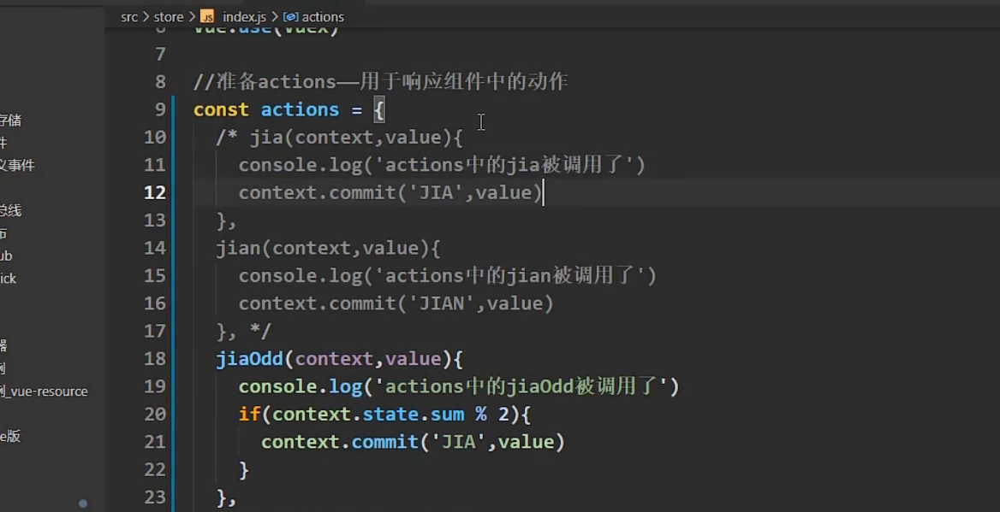 src > store > JS index.js > actions
6 Vue.use(Vuex)
7
8 //准备actions——用于响应组件中的动作
9 const actions = {
10 /* jia(context,value){
11 console.log('actions中的jia被调用了')
12 context.commit('JIA',value)
13 },
14 jian(context,value){
15 console.log('actions中的jian被调用了')
16 context.commit('JIAN',value)
17 }, */
18 jiaOdd(context,value){
19 console.log('actions中的jiaOdd被调用了')
20 if(context.state.sum % 2){
21 context.commit('JIA',value)
22 }
23 },
存储
件
义事件
总线
布
ub
ick
器
例
例_vue-resource
e版